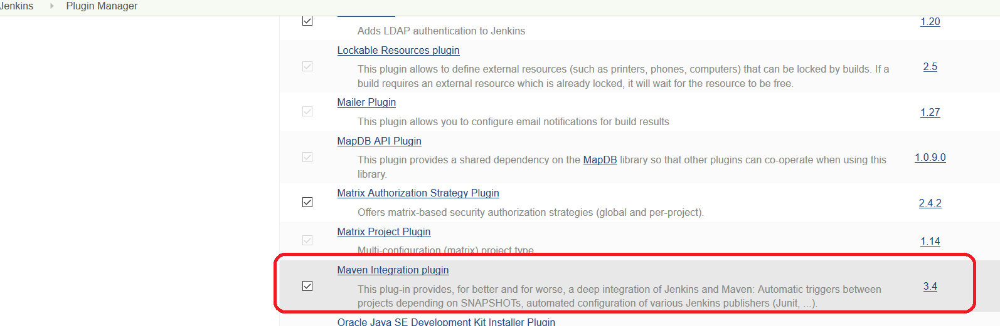 Jenkins Plugin Manager
Adds LDAP authentication to Jenkins
1.20
Lockable Resources plugin
This plugin allows to define external resources (such as printers, phones, computers) that can be locked by builds. If a
build requires an external resource which is already locked, it will wait for the resource to be free.
2.5
Mailer Plugin
This plugin allows you to configure email notifications for build results
1.27
MapDB API Plugin
This plugin provides a shared dependency on the MapDB library so that other plugins can co-operate when using this
library.
1.0.9.0
Matrix Authorization Strategy Plugin
Offers matrix-based security authorization strategies (global and per-project).
2.4.2
Matrix Project Plugin
Multi-configuration (matrix) project type
1.14
Maven Integration plugin
This plug-in provides, for better and for worse, a deep integration of Jenkins and Maven: Automatic triggers between
projects depending on SNAPSHOTs, automated configuration of various Jenkins publishers (Junit, ...).
3.4
Oracle Java SE Development Kit Installer Plugin